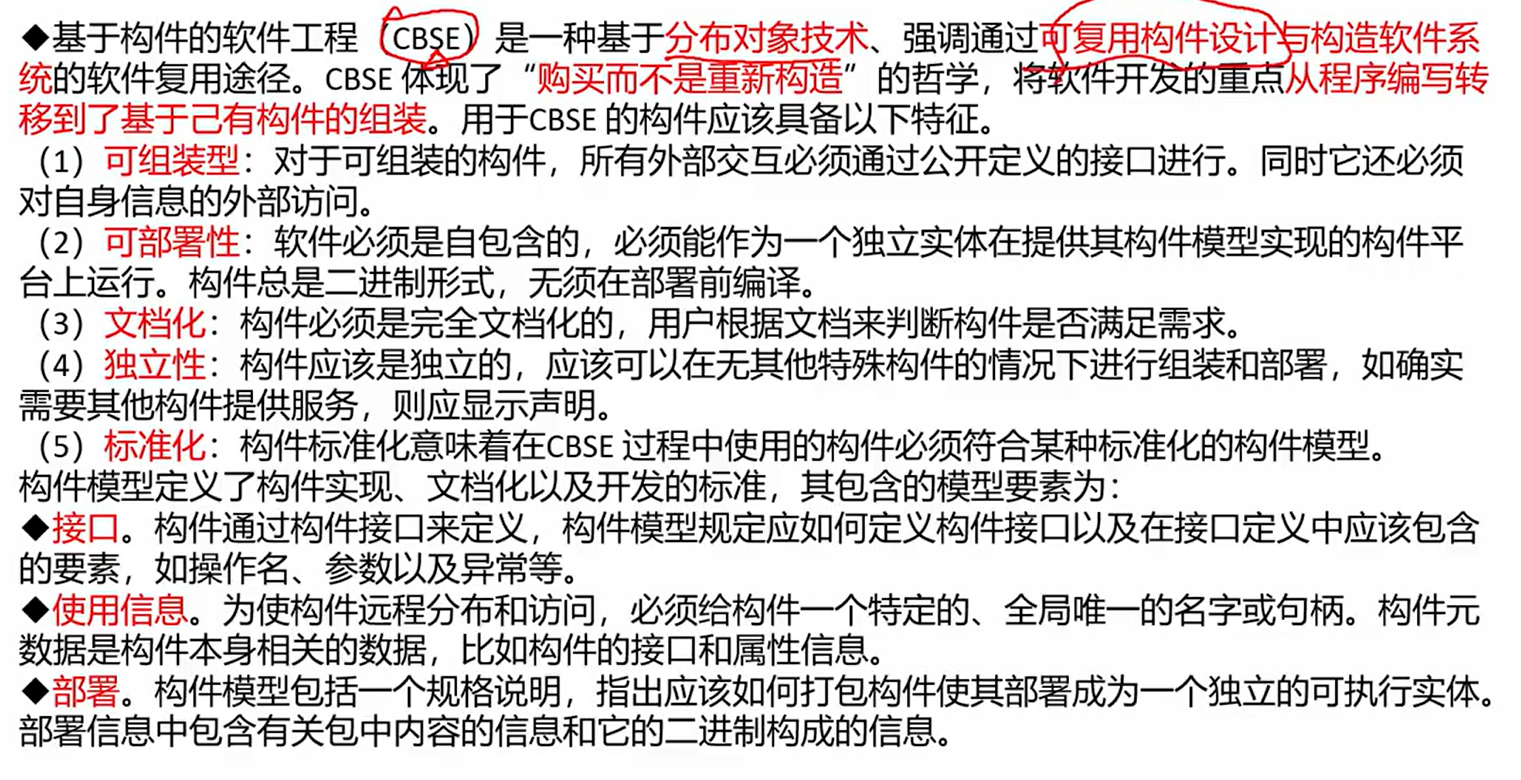 ◆基于构件的软件工程（CBSE）是一种基于分布对象技术、强调通过可复用构件设计与构造软件系
统的软件复用途径。CBSE 体现了“购买而不是重新构造”的哲学，将软件开发的重点从程序编写转
移到了基于己有构件的组装。用于CBSE 的构件应该具备以下特征。
（1）可组装型：对于可组装的构件，所有外部交互必须通过公开定义的接口进行。同时它还必须
对自身信息的外部访问。
（2）可部署性：软件必须是自包含的，必须能作为一个独立实体在提供其构件模型实现的构件平
台上运行。构件总是二进制形式，无须在部署前编译。
（3）文档化：构件必须是完全文档化的，用户根据文档来判断构件是否满足需求。
（4）独立性：构件应该是独立的，应该可以在无其他特殊构件的情况下进行组装和部署，如确实
需要其他构件提供服务，则应显示声明。
（5）标准化：构件标准化意味着在CBSE 过程中使用的构件必须符合某种标准化的构件模型。
构件模型定义了构件实现、文档化以及开发的标准，其包含的模型要素为：
◆接口。构件通过构件接口来定义，构件模型规定应如何定义构件接口以及在接口定义中应该包含
的要素，如操作名、参数以及异常等。
◆使用信息。为使构件远程分布和访问，必须给构件一个特定的、全局唯一的名字或句柄。构件元
数据是构件本身相关的数据，比如构件的接口和属性信息。
◆部署。构件模型包括一个规格说明，指出应该如何打包构件使其部署成为一个独立的可执行实体。
部署信息中包含有关包中内容的信息和它的二进制构成的信息。